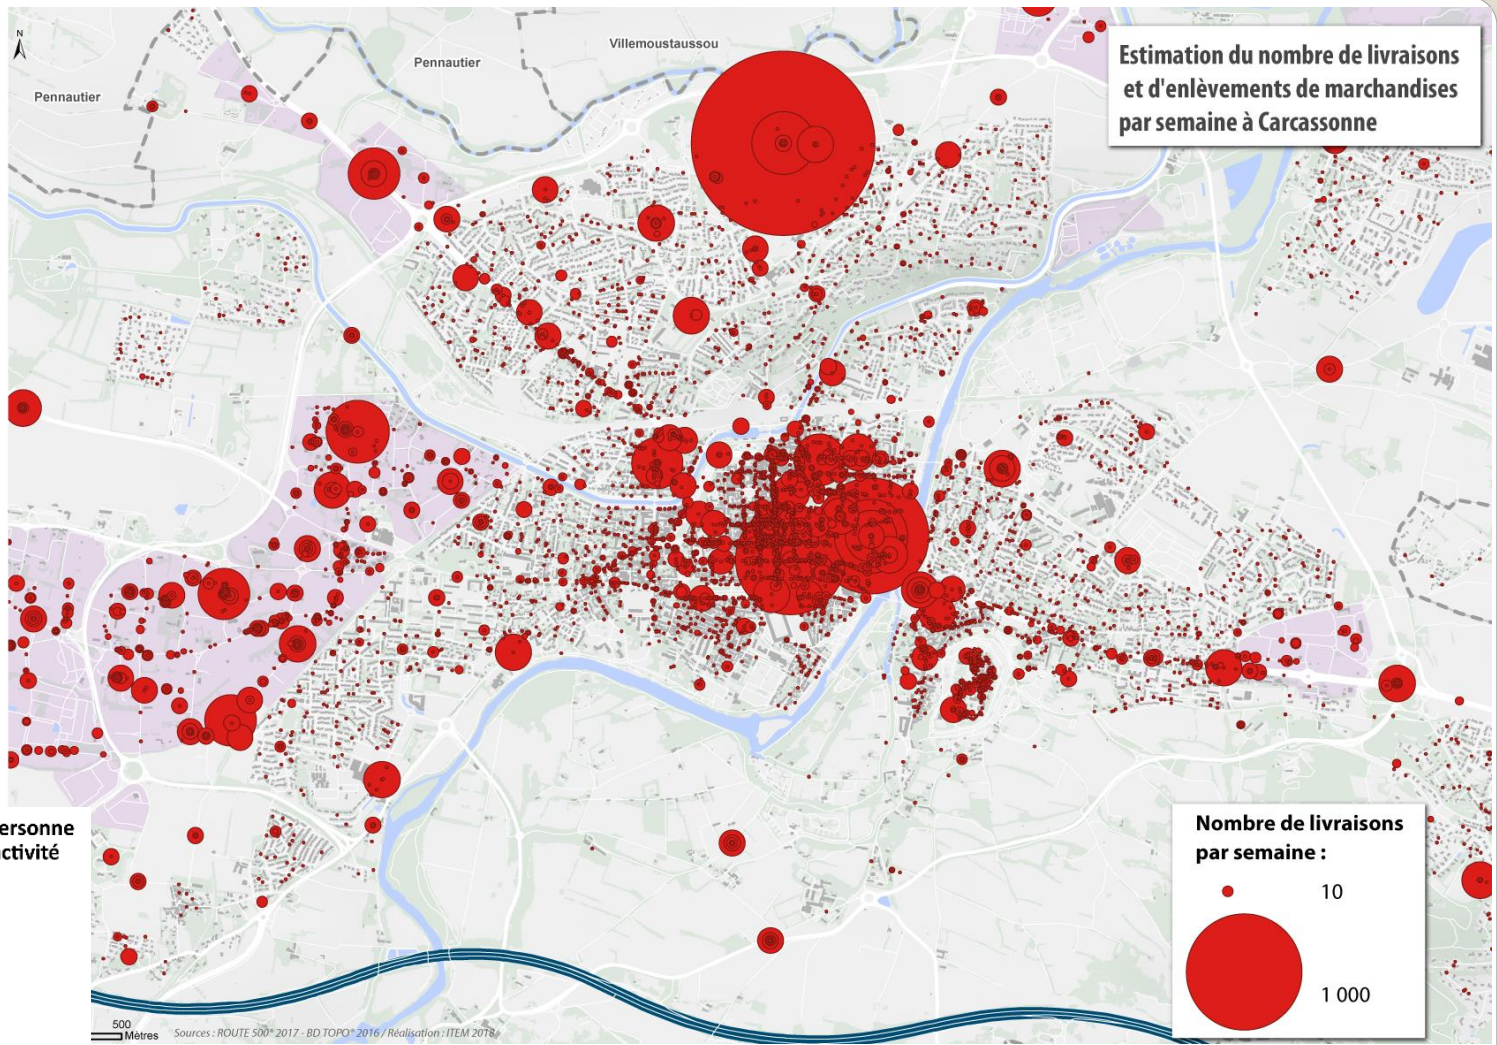 N
Villemoustaussou
Pennautier
Pennautier
Estimation du nombre de livraisons
et d'enlèvements de marchandises
par semaine à Carcassonne
ersonne
ctivité
Nombre de livraisons
par semaine :
10
1 000
500
Mètres
Sources : ROUTE 500® 2017 - BD TOPO® 2016 / Réalisation : ITEM 2018